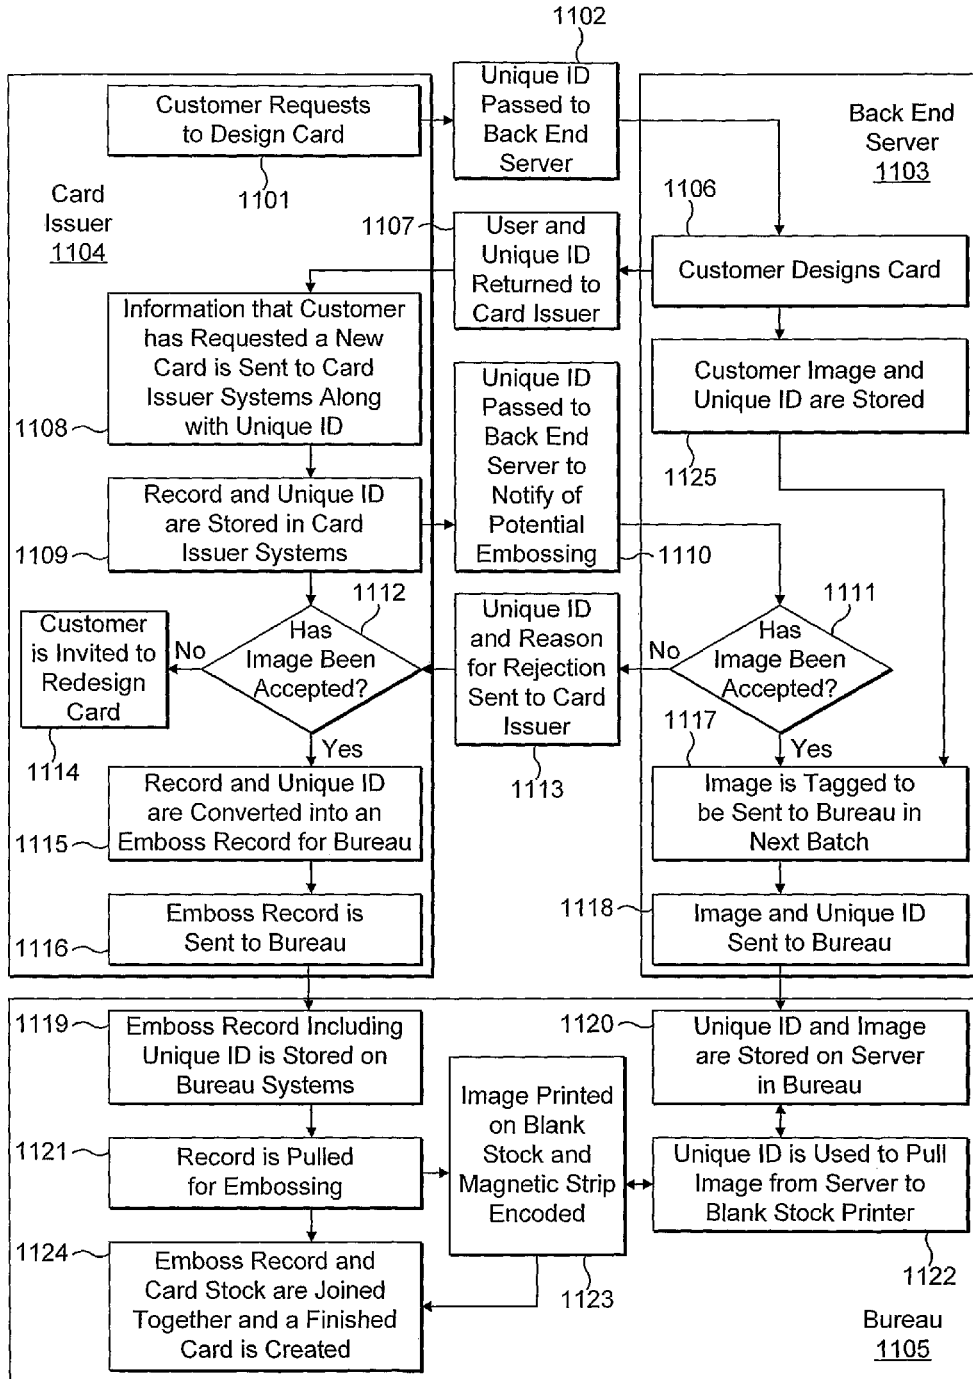 1102
Customer Requests
to Design Card
1101
Unique ID
Passed to
Back End
Server
Back End
Server
1103
Card
Issuer
1104
1107
User and
Unique ID
Returned to
Card Issuer
1106
Customer Designs Card
Information that Customer
has Requested a New
Card is Sent to Card
Issuer Systems Along
with Unique ID
1108
Customer Image and
Unique ID are Stored
1125
Record and Unique ID
are Stored in Card
Issuer Systems
1109
Unique ID
Passed to
Back End
Server to
Notify of
Potential
Embossing
1110
1112
Has
Image Been
Accepted?
No
Yes
Customer
is Invited to
Redesign
Card
1114
Unique ID
and Reason
for Rejection
Sent to Card
Issuer
1113
1111
Has
Image Been
Accepted?
No
Yes
1117
Record and Unique ID
are Converted into an
Emboss Record for Bureau
1115
Image is Tagged to
be Sent to Bureau in
Next Batch
Emboss Record is
Sent to Bureau
1116
1118
Image and Unique ID
Sent to Bureau
1119
Emboss Record Including
Unique ID is Stored on
Bureau Systems
1120
Unique ID and Image
are Stored on Server
in Bureau
1121
Record is Pulled
for Embossing
Image Printed
on Blank
Stock and
Magnetic Strip
Encoded
1123
Unique ID is Used to Pull
Image from Server to
Blank Stock Printer
1122
1124
Emboss Record and
Card Stock are Joined
Together and a Finished
Card is Created
Bureau
1105